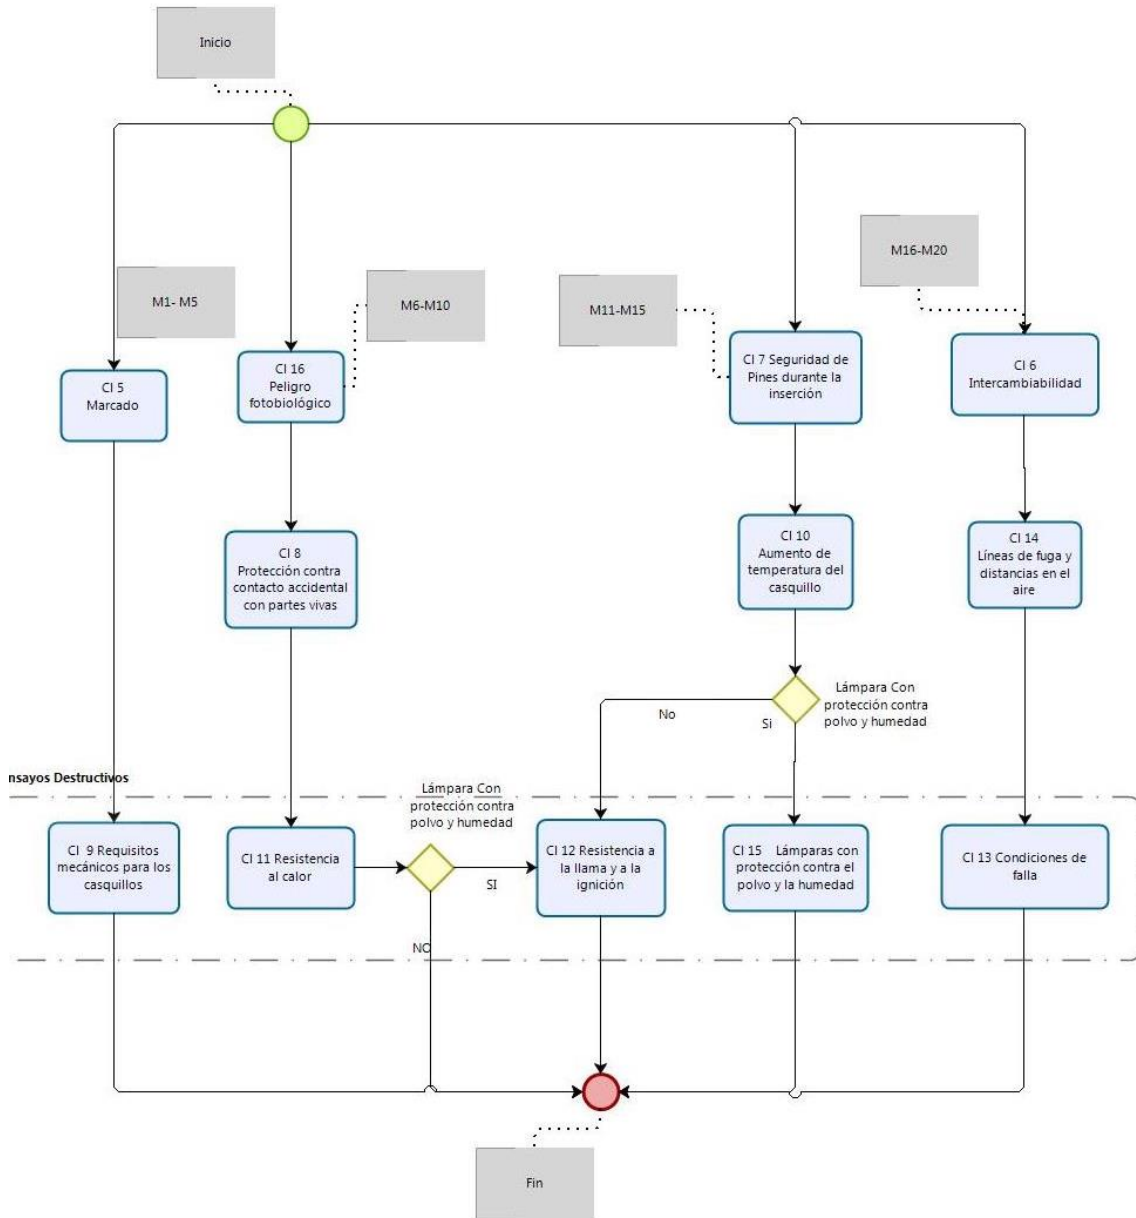 Inicio
M16-M20
M1- M5
M6-M10
M11-M15
CI 5
Marcado
CI 16
Peligro
fotobiológico
CI 7 Seguridad de
Pines durante la
inserción
CI 6
Intercambiabilidad
CI 8
Protección contra
contacto accidental
con partes vivas
CI 10
Aumento de
temperatura del
casquillo
CI 14
Líneas de fuga y
distancias en el
aire
Lámpara Con
protección contra
polvo y humedad
No
Si
nsayos Destructivos
Lámpara Con
protección contra
polvo y humedad
CI 9 Requisitos
mecánicos para los
casquillos
CI 11 Resistencia
al calor
SI
NO
CI 12 Resistencia a
la llama y a la
ignición
CI 15 Lámparas con
protección contra el
polvo y la humedad
CI 13 Condiciones de
falla
Fin